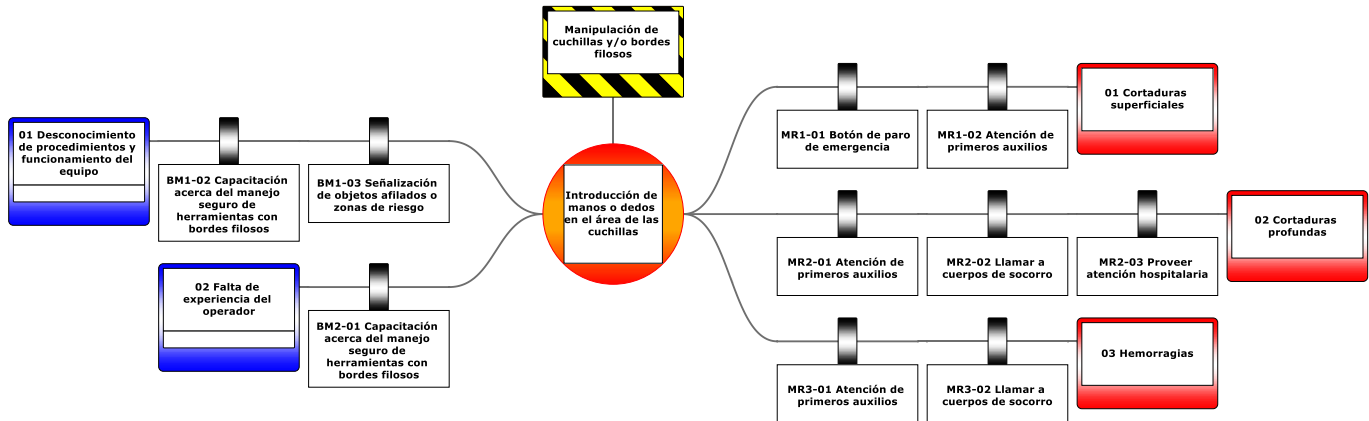 Manipulación de
cuchillas y/o bordes
filosos
01 Desconocimiento
de procedimientos y
funcionamiento del
equipo
BM1-02 Capacitación
acerca del manejo
seguro de
herramientas con
bordes filosos
BM1-03 Señalización
de objetos afilados o
zonas de riesgo
02 Falta de
experiencia del
operador
BM2-01 Capacitación
acerca del manejo
seguro de
herramientas con
bordes filosos
Introducción de
manos o dedos
en el área de las
cuchillas
MR1-01 Botón de paro
de emergencia
MR1-02 Atención de
primeros auxilios
01 Cortaduras
superficiales
MR2-01 Atención de
primeros auxilios
MR2-02 Llamar a
cuerpos de socorro
MR2-03 Proveer
atención hospitalaria
02 Cortaduras
profundas
MR3-01 Atención de
primeros auxilios
MR3-02 Llamar a
cuerpos de socorro
03 Hemorragias